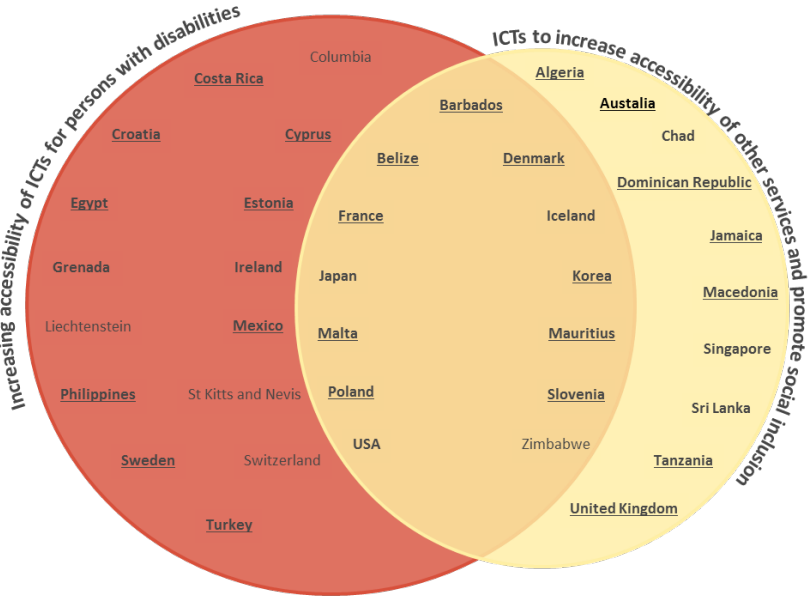 Increasing accessibility of ICTs for persons with disabilities
ICTs to increase accessibility of other services and promote social inclusion
Columbia
Costa Rica
Croatia
Cyprus
Egypt
Estonia
Grenada
Ireland
Liechtenstein
Mexico
Philippines
St Kitts and Nevis
Sweden
Switzerland
Turkey
Barbados
Belize
Denmark
France
Iceland
Japan
Korea
Malta
Mauritius
Poland
Slovenia
USA
Zimbabwe
Algeria
Austalia
Chad
Dominican Republic
Jamaica
Macedonia
Singapore
Sri Lanka
Tanzania
United Kingdom